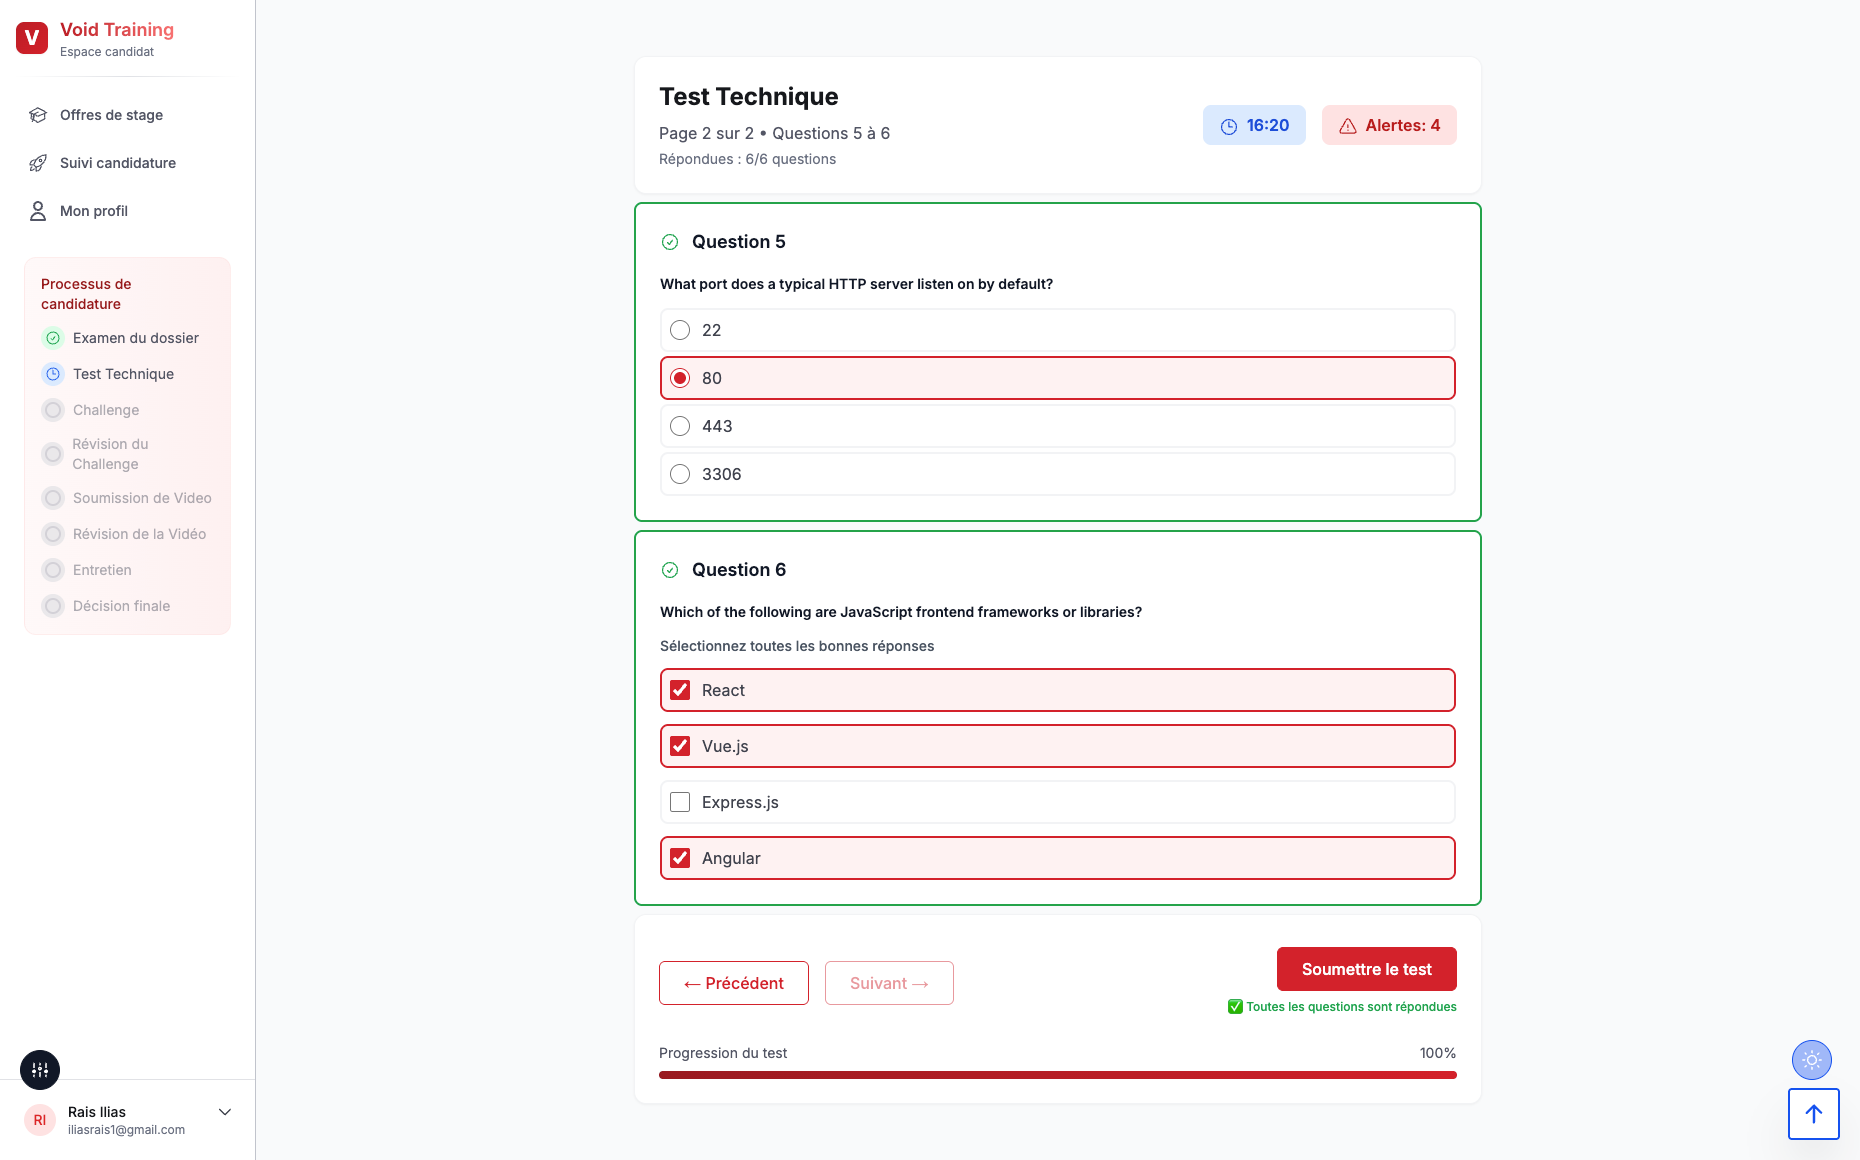 V
Void Training
Espace candidat
Offres de stage
Suivi candidature
Mon profil
Processus de
candidature
Examen du dossier
Test Technique
Challenge
Révision du
Challenge
Soumission de Video
Révision de la Vidéo
Entretien
Décision finale
RI
Rais Ilias
iliasrais1@gmail.com
Test Technique
Page 2 sur 2 • Questions 5 à 6
Répondues : 6/6 questions
16:20
Alertes: 4
Question 5
What port does a typical HTTP server listen on by default?
22
80
443
3306
Question 6
Which of the following are JavaScript frontend frameworks or libraries?
Sélectionnez toutes les bonnes réponses
React
Vue.js
Express.js
Angular
← Précédent
Suivant →
Soumettre le test
✅ Toutes les questions sont répondues
Progression du test
100%